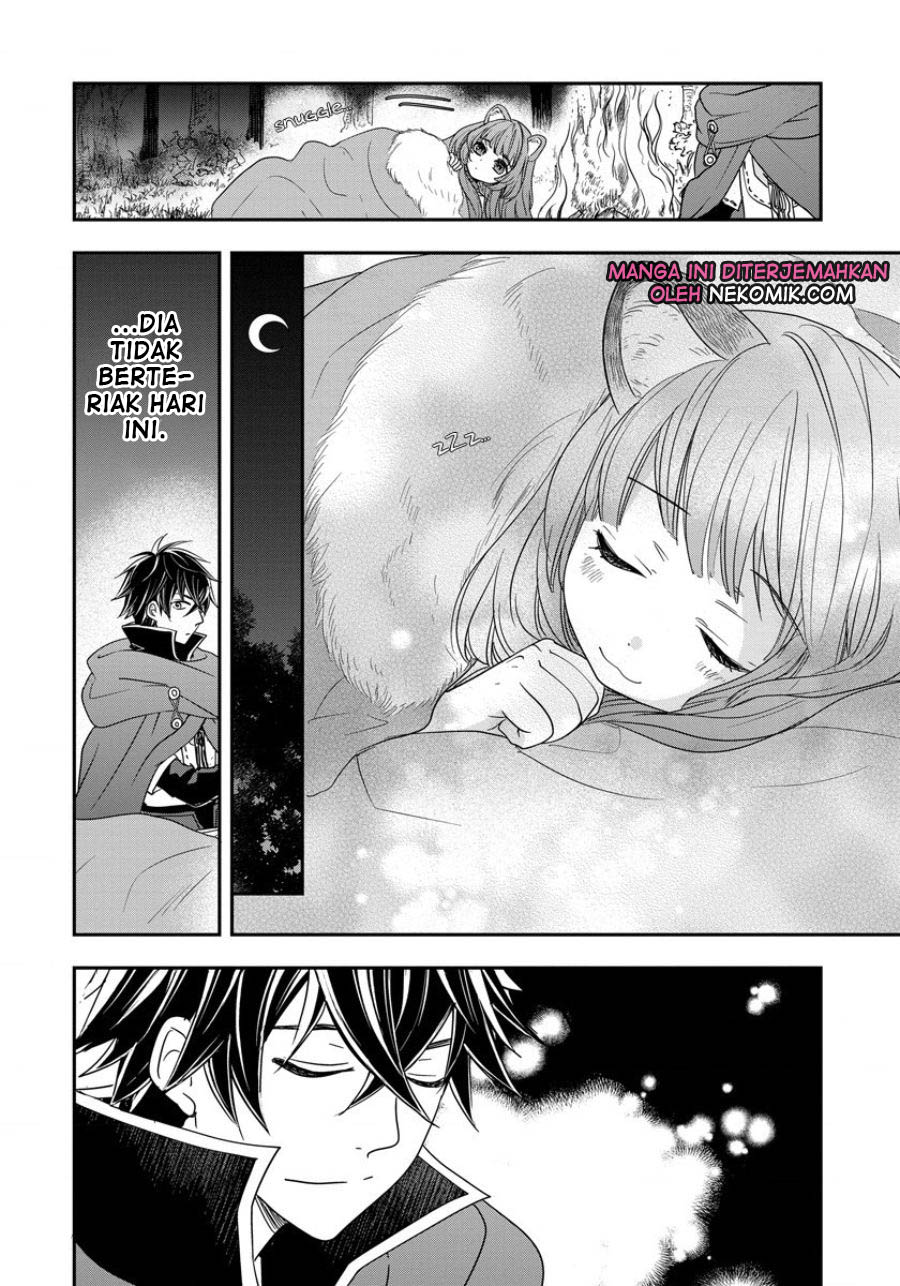 snuggle...
MANGA INI DITERJEMAHKAN
OLEH NEKOMIK.COM
zzz...
...DIA
TIDAK
BERTE-
RIAK HARI
INI.